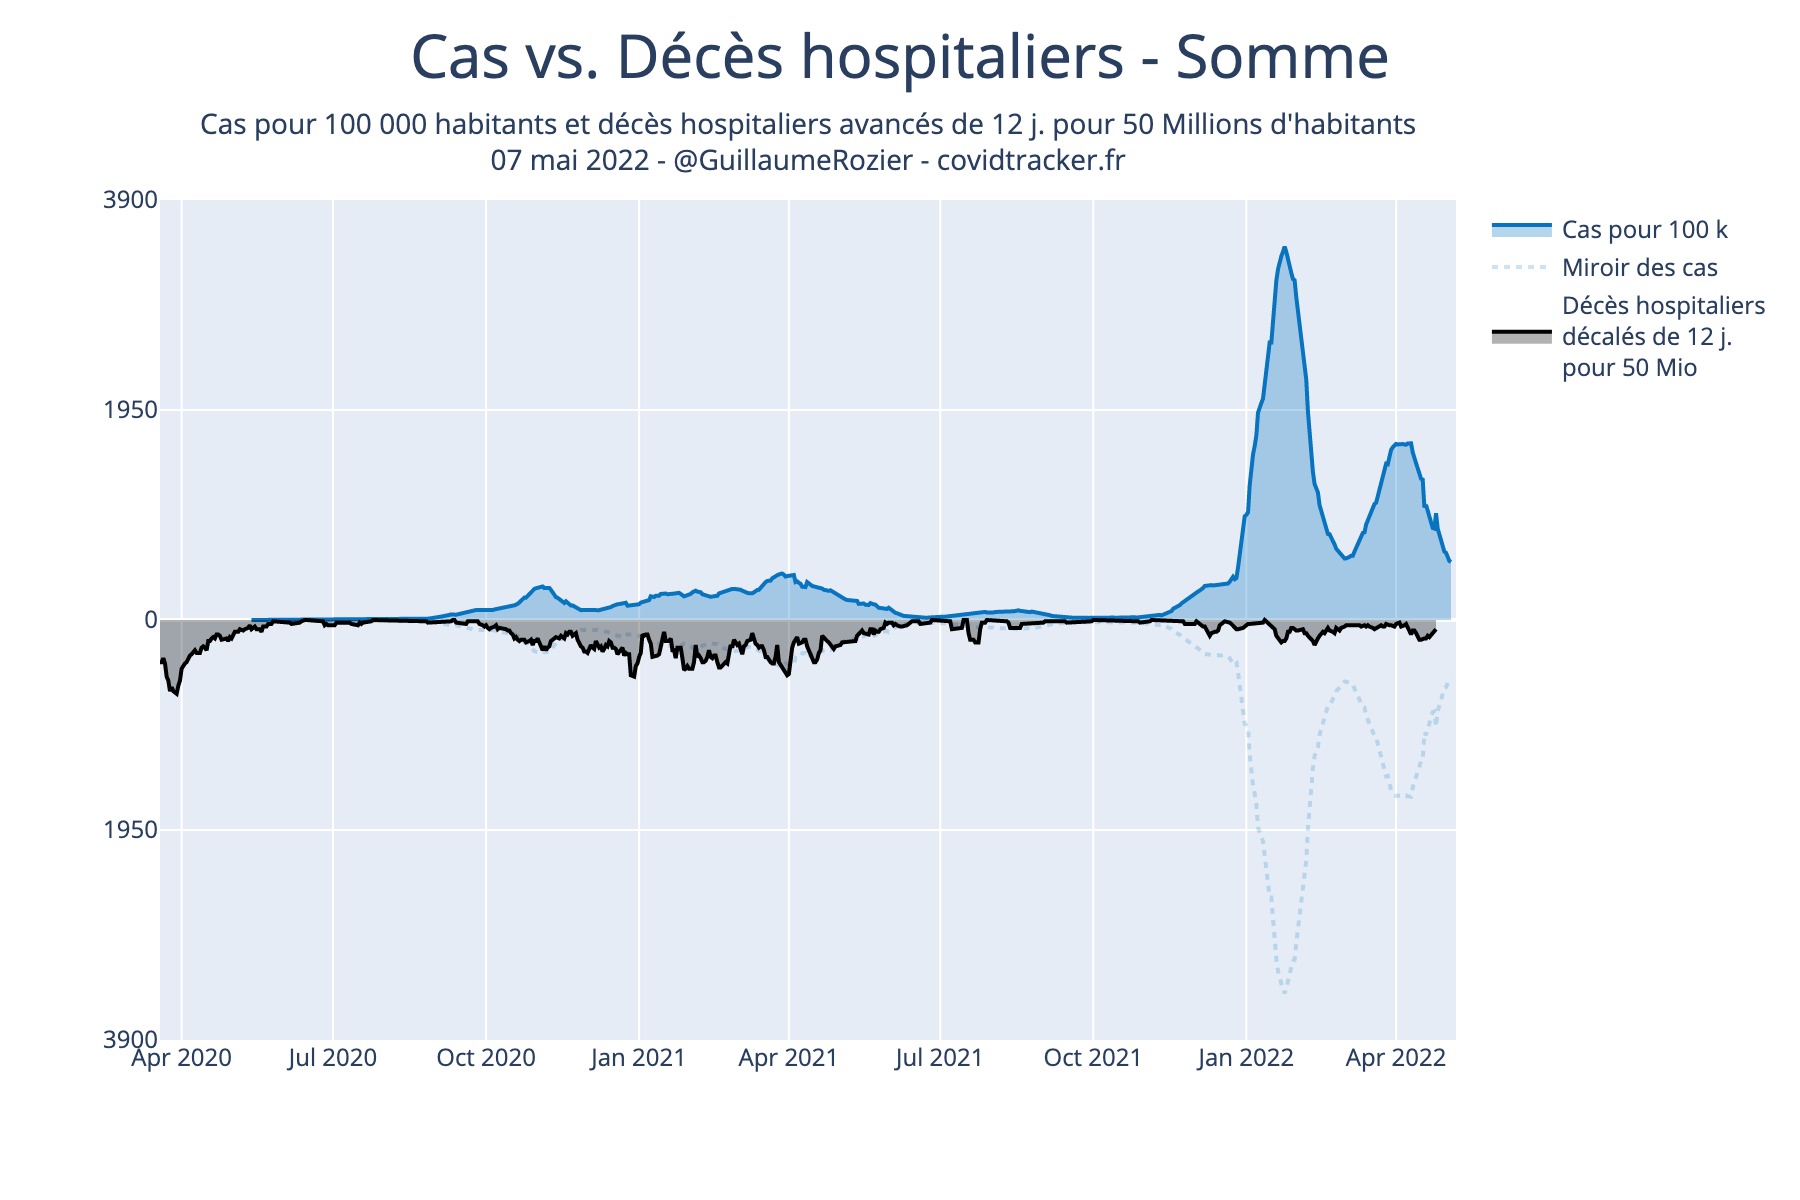 Cas vs. Décès hospitaliers - Somme
Cas pour 100 000 habitants et décès hospitaliers avancés de 12 j. pour 50 Millions d'habitants
07 mai 2022 - @GuillaumeRozier - covidtracker.fr
3900
1950
0
1950
3900
Apr 2020
Jul 2020
Oct 2020
Jan 2021
Apr 2021
Jul 2021
Oct 2021
Jan 2022
Apr 2022
Cas pour 100 k
Miroir des cas
Décès hospitaliers
décalés de 12 j.
pour 50 Mio